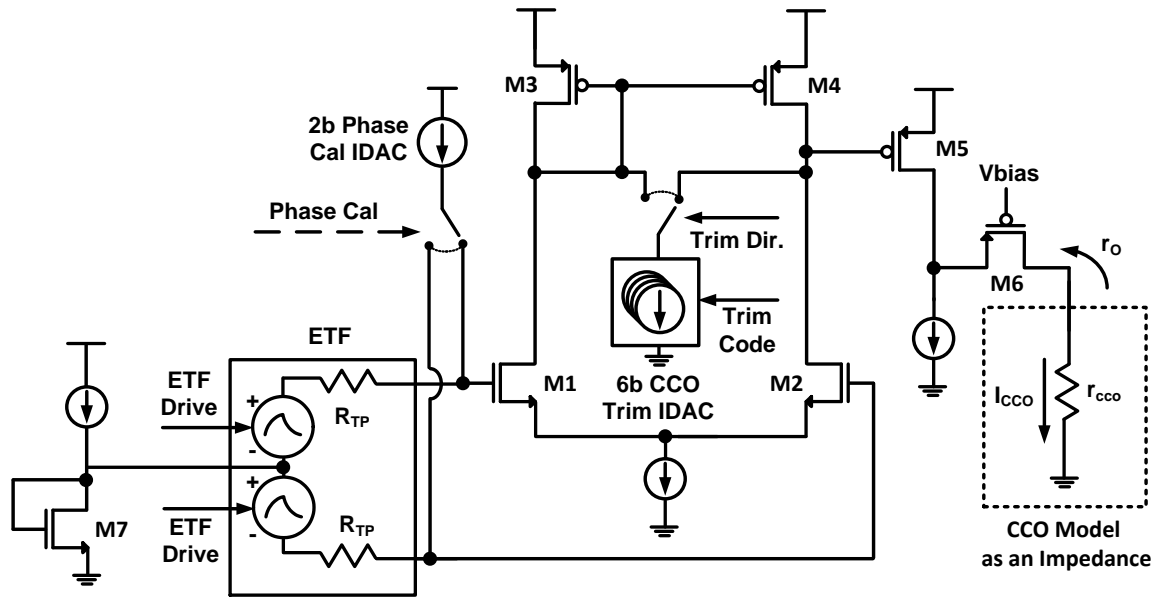 M3
M4
2b Phase
Cal IDAC
M5
Vbias
Phase Cal
Trim Dir.
rO
M6
Trim
Code
ETF
ETF
Drive
+
-
RTP
M1
6b CCO
Trim IDAC
M2
ICCO
rcco
M7
+
-
ETF
Drive
RTP
CCO Model
as an Impedance